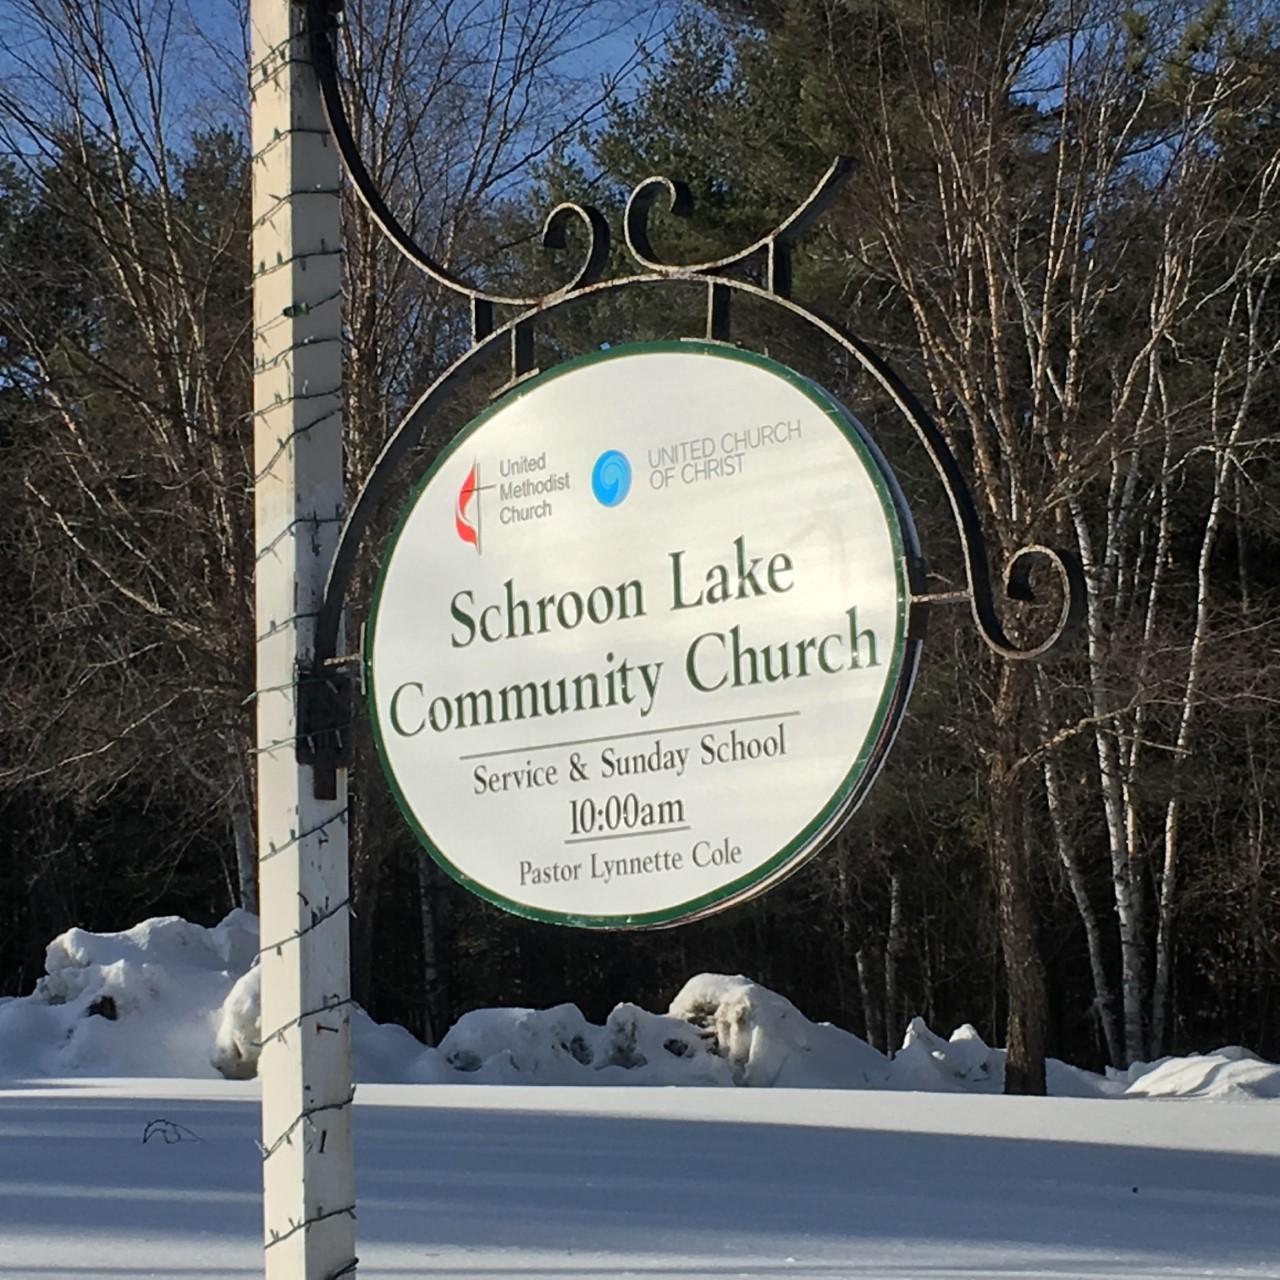 United
Methodist
Church
UNITED CHURCH
OF CHRIST
Schroon Lake
Community Church
Service & Sunday School
10:00am
Pastor Lynnette Cole